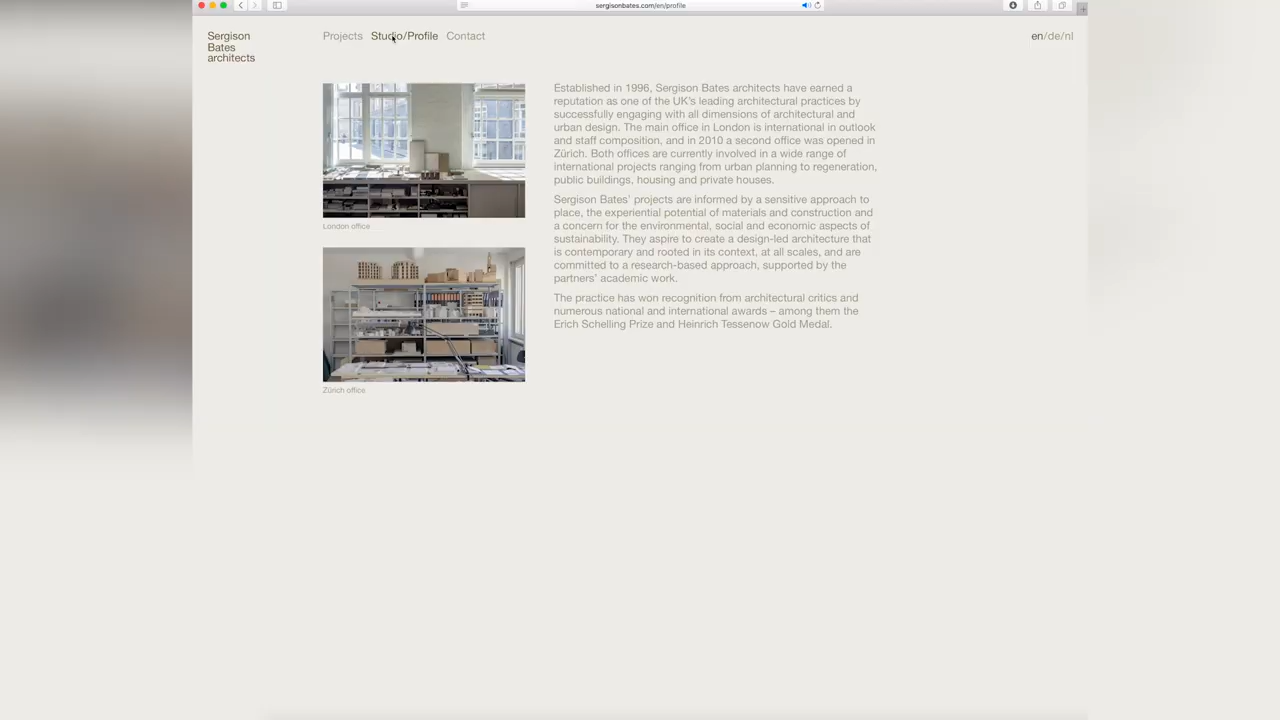 sergisonbates.com/en/profile
Sergison
Bates
architects
Projects Studio/Profile Contact
en/de/nl
Established in 1996, Sergison Bates architects have earned a
reputation as one of the UK's leading architectural practices by
successfully engaging with all dimensions of architectural and
urban design. The main office in London is international in outlook
and staff composition, and in 2010 a second office was opened in
Zürich. Both offices are currently involved in a wide range of
international projects ranging from urban planning to regeneration,
public buildings, housing and private houses.
Sergison Bates' projects are informed by a sensitive approach to
place, the experiential potential of materials and construction and
a concern for the environmental, social and economic aspects of
sustainability. They aspire to create a design-led architecture that
is contemporary and rooted in its context, at all scales, and are
committed to a research-based approach, supported by the
partners' academic work.
The practice has won recognition from architectural critics and
numerous national and international awards – among them the
Erich Schelling Prize and Heinrich Tessenow Gold Medal.
London office
Zürich office